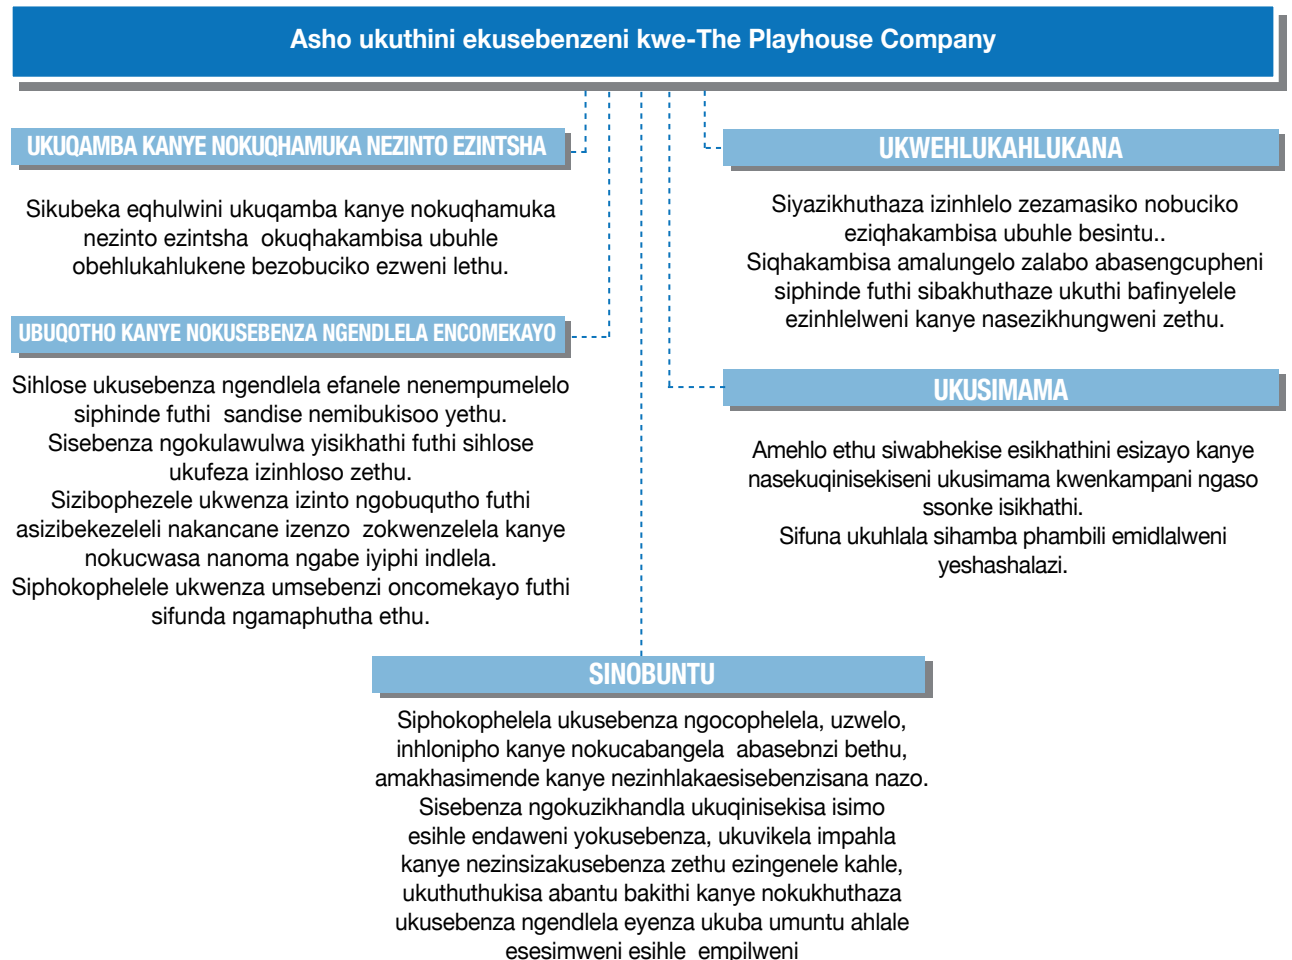 Asho ukuthini ekusebenzeni kwe-The Playhouse Company
UKUQAMBA KANYE NOKUQHAMUKA NEZINTO EZINTSHA
Sikubeka eqhulwini ukuqamba kanye nokuqhamuka
nezinto ezintsha okuqhakambisa ubuhle
obehlukahlukene bezobuciko ezweni lethu.
UBUQOTHO KANYE NOKUSEBENZA NGENDLELA ENCOMEKAYO
Sihlose ukusebenza ngendlela efanele nenempumelelo
siphinde futhi sandise nemibukisoo yethu.
Sisebenza ngokulawulwa yisikhathi futhi sihlose
ukufeza izinhloso zethu.
Sizibophezele ukwenza izinto ngobuqutho futhi
asizibekezeleli nakancane izenzo zokwenzelela kanye
nokucwasa nanoma ngabe iyiphi indlela.
Siphokophelele ukwenza umsebenzi oncomekayo futhi
sifunda ngamaphutha ethu.
UKWEHLUKAHLUKANA
Siyazikhuthaza izinhlelo zezamasiko nobuciko
eziqhakambisa ubuhle besintu..
Siqhakambisa amalungelo zalabo abasengcupheni
siphinde futhi sibakhuthaze ukuthi bafinyelele
ezinhlelweni kanye nasezikhungweni zethu.
UKUSIMAMA
Amehlo ethu siwabhekise esikhathini esizayo kanye
nasekuqinisekiseni ukusimama kwenkampani ngaso
ssonke isikhathi.
Sifuna ukuhlala sihamba phambili emidlalweni
yeshashalazi.
SINOBUNTU
Siphokophelela ukusebenza ngocophelela, uzwelo,
inhlonipho kanye nokucabangela abasebnzi bethu,
amakhasimende kanye nezinhlakaesisebenzisana nazo.
Sisebenza ngokuzikhandla ukuqinisekisa isimo
esihle endaweni yokusebenza, ukuvikela impahla
kanye nezinsizakusebenza zethu ezingenele kahle,
ukuthuthukisa abantu bakithi kanye nokukhuthaza
ukusebenza ngendlela eyenza ukuba umuntu ahlale
esesimweni esihle empilweni